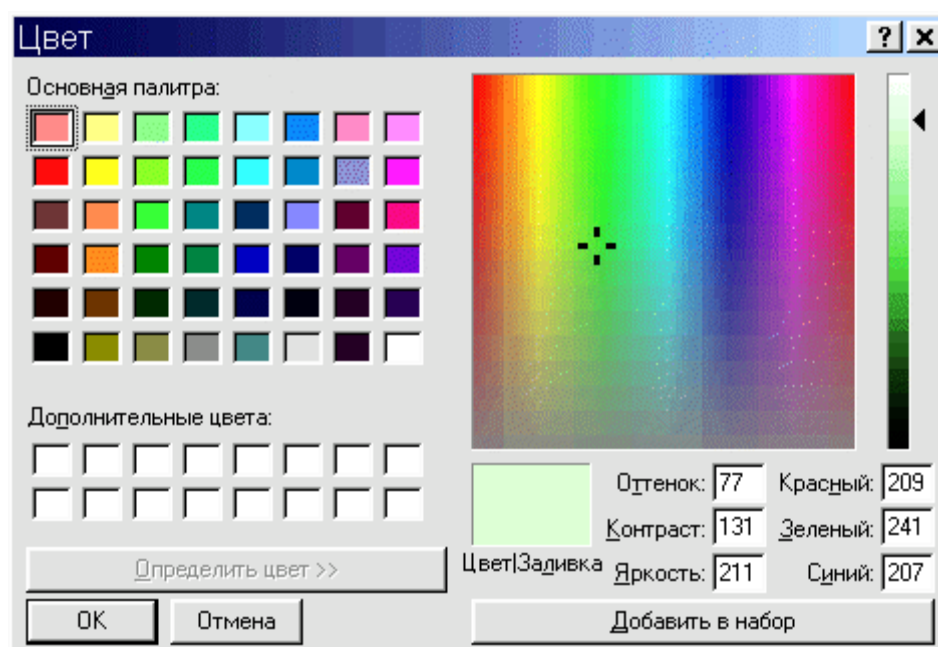 Цвет
Основная палитра:
Дополнительные цвета:
Определить цвет >>
OK Отмена
Цвет|Заливка
Оттенок: 77 Красный: 209
Контраст: 131 Зеленый: 241
Яркость: 211 Синий: 207
Добавить в набор